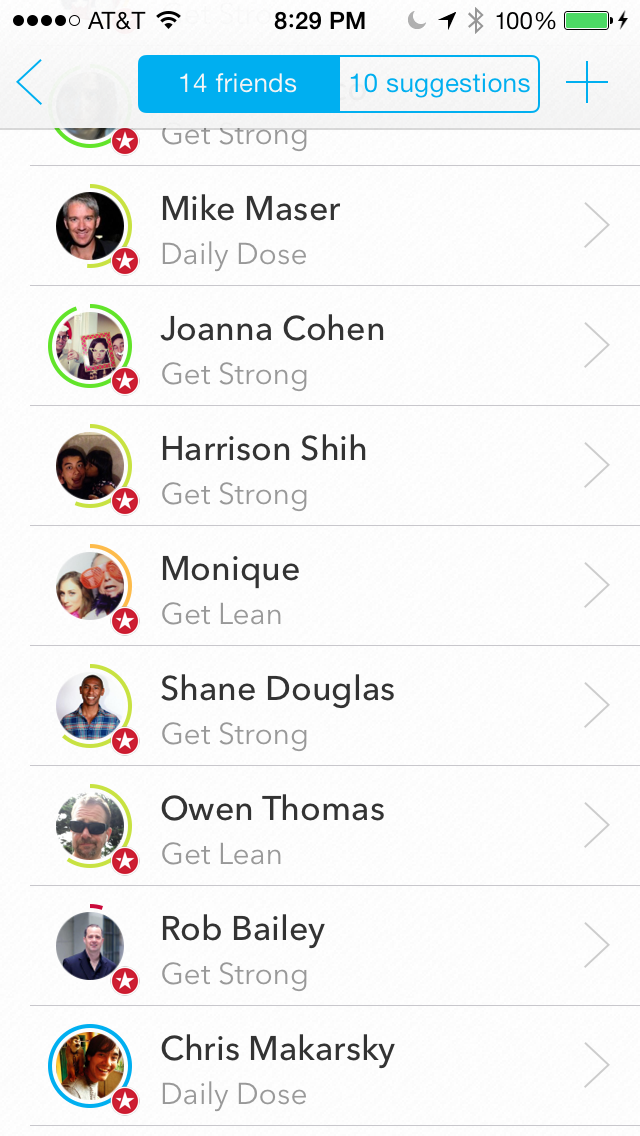 AT&T 8:29 PM 100%
14 friends 10 suggestions
Get Strong
Mike Maser
Daily Dose
Joanna Cohen
Get Strong
Harrison Shih
Get Strong
Monique
Get Lean
Shane Douglas
Get Strong
Owen Thomas
Get Lean
Rob Bailey
Get Strong
Chris Makarsky
Daily Dose